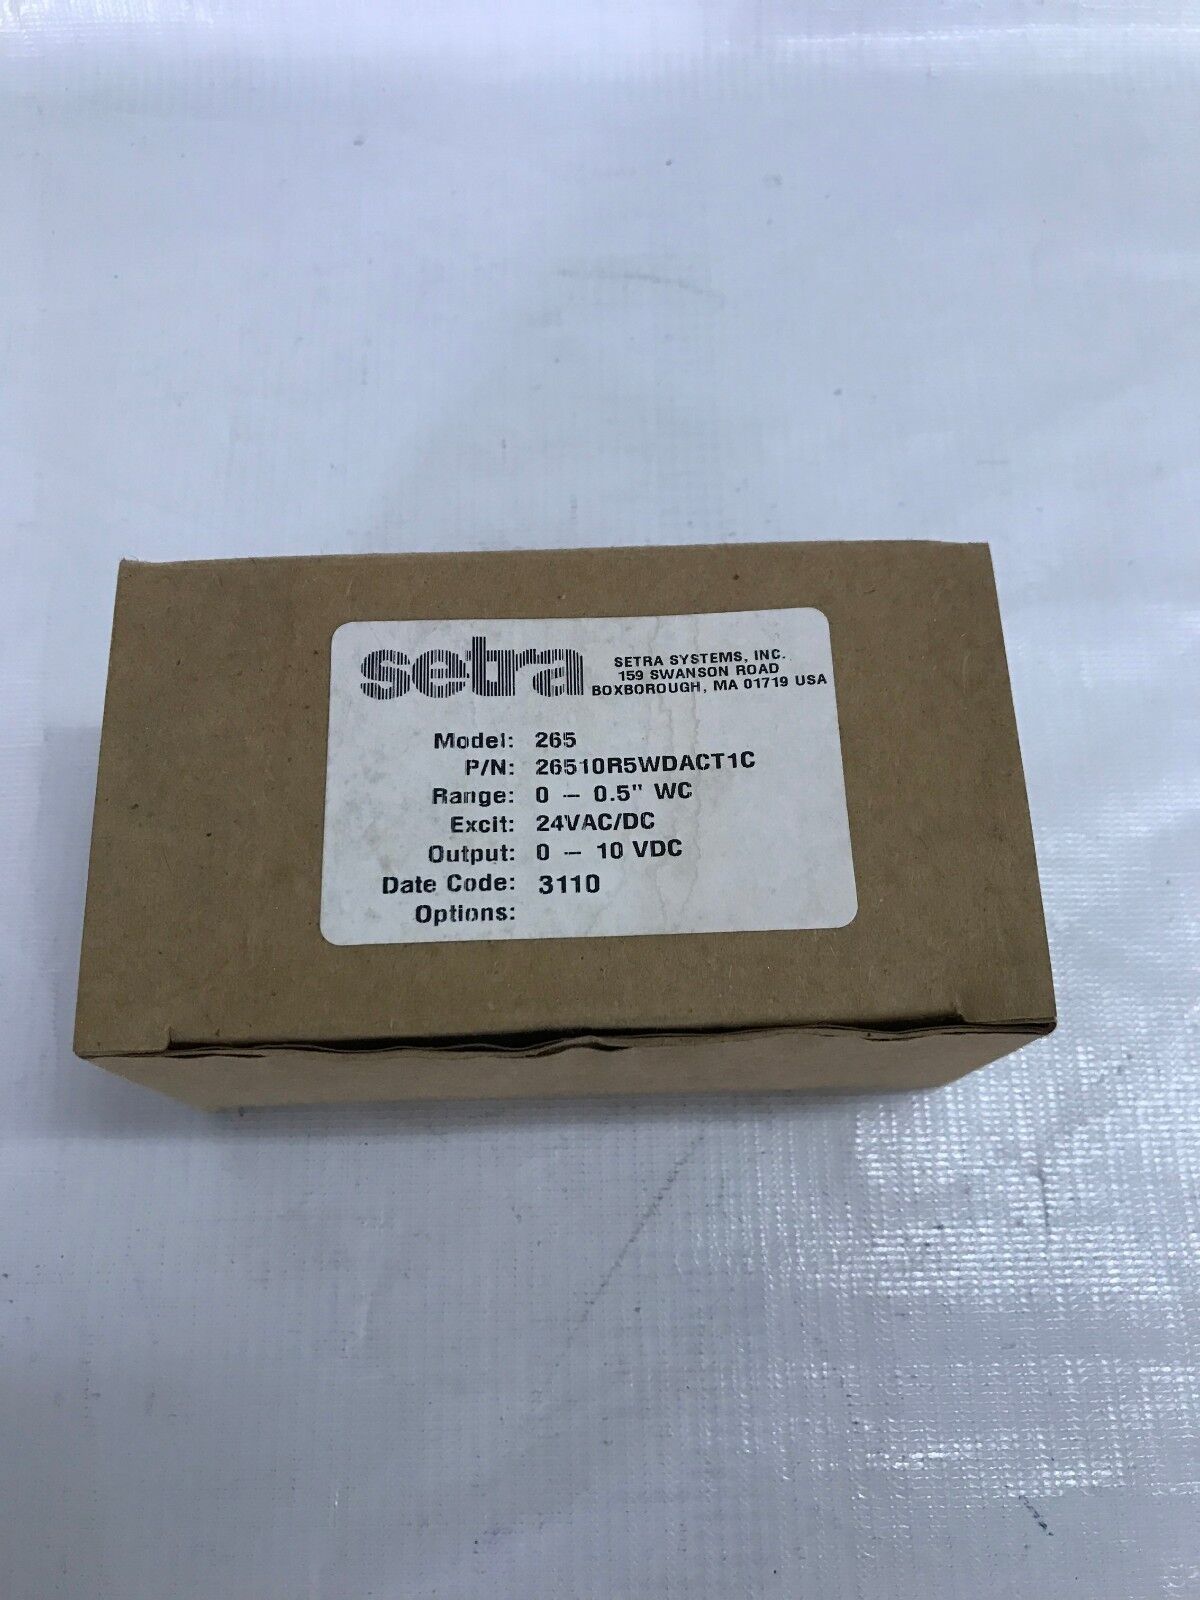 setra
SETRA SYSTEMS, INC.
159 SWANSON ROAD
BOXBOROUGH, MA 01719 USA
Model: 265
P/N: 26510R5WDACT1C
Range: 0 – 0.5" WC
Excit: 24VAC/DC
Output: 0 – 10 VDC
Date Code: 3110
Options: